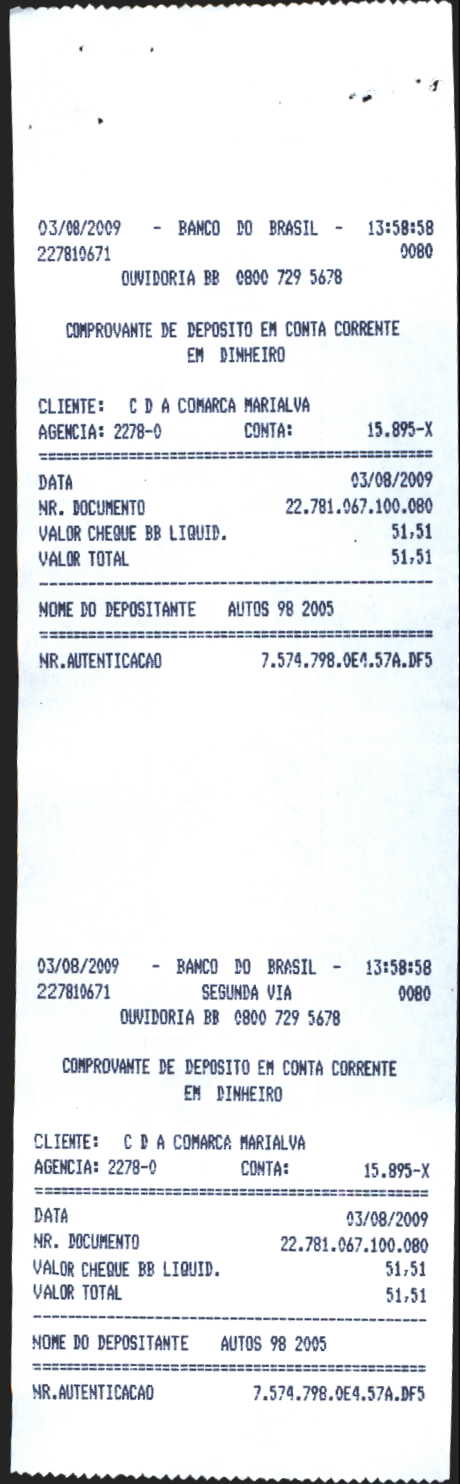 03/08/2009 - BANCO DO BRASIL - 13:58:58
227810671 0080
OUVIDORIA BB 0800 729 5678
COMPROVANTE DE DEPOSITO EM CONTA CORRENTE
EM DINHEIRO
CLIENTE: C D A COMARCA MARIALVA
AGENCIA: 2278-0 CONTA: 15.895-X
================================================
DATA 03/08/2009
NR. DOCUMENTO 22.781.067.100.080
VALOR CHEQUE BB LIQUID. 51,51
VALOR TOTAL 51,51
------------------------------------------------
NOME DO DEPOSITANTE AUTOS 98 2005
================================================
NR.AUTENTICACAO 7.574.798.0E4.57A.DF5
03/08/2009 - BANCO DO BRASIL - 13:58:58
227810671 SEGUNDA VIA 0080
OUVIDORIA BB 0800 729 5678
COMPROVANTE DE DEPOSITO EM CONTA CORRENTE
EM DINHEIRO
CLIENTE: C D A COMARCA MARIALVA
AGENCIA: 2278-0 CONTA: 15.895-X
================================================
DATA 03/08/2009
NR. DOCUMENTO 22.781.067.100.080
VALOR CHEQUE BB LIQUID. 51,51
VALOR TOTAL 51,51
------------------------------------------------
NOME DO DEPOSITANTE AUTOS 98 2005
================================================
NR.AUTENTICACAO 7.574.798.0E4.57A.DF5